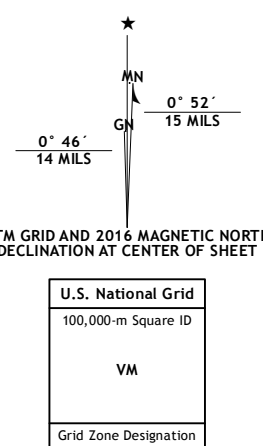 MN
0° 52´
15 MILS
GN
0° 46´
14 MILS
TM GRID AND 2016 MAGNETIC NORTH
DECLINATION AT CENTER OF SHEET
U.S. National Grid
100,000-m Square ID
VM
Grid Zone Designation